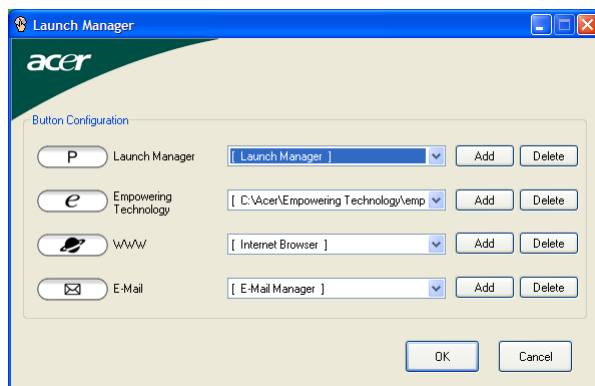 Launch Manager
acer
Button Configuration
P Launch Manager [ Launch Manager ] Add Delete
e Empowering Technology [ C:\Acer\Empowering Technology\emp Add Delete
WWW [ Internet Browser ] Add Delete
E-Mail [ E-Mail Manager ] Add Delete
OK Cancel